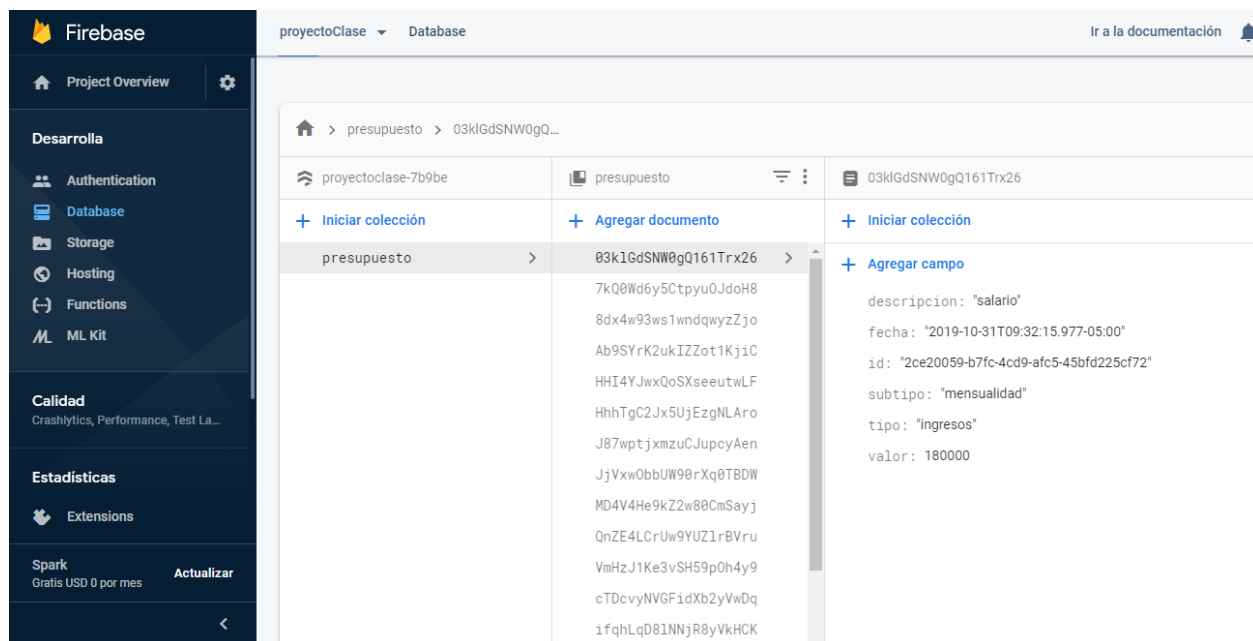 Firebase
proyectoClase
Database
Ir a la documentación
Project Overview
Desarrolla
Authentication
Database
Storage
Hosting
Functions
ML Kit
Calidad
Crashlytics, Performance, Test La...
Estadísticas
Extensions
Spark
Gratis USD 0 por mes
Actualizar
presupuesto > 03klGdSNW0gQ...
proyectoclase-7b9be
Iniciar colección
presupuesto
presupuesto
Agregar documento
03klGdSNW0gQ161Trx26
7kQ0Wd6y5CtpyuOJdoH8
8dx4w93ws1wndqwyzZjo
Ab9SYrK2ukIZZot1KjiC
HHI4YJwxQoSXseeutwLF
HhhTgC2Jx5UjEzgNLAro
J87wptjxmzuCJupcyAen
JjVxwObbUW90rXq0TBDW
MD4V4He9kZ2w80CmSayj
QnZE4LCrUw9YUZlrBVru
VmHzJ1Ke3vSH59pOh4y9
cTDcvyNVGFidXb2yVwDq
ifqhLqD8lNNjR8yVkHCK
03klGdSNW0gQ161Trx26
Iniciar colección
Agregar campo
descripcion: "salario"
fecha: "2019-10-31T09:32:15.977-05:00"
id: "2ce20059-b7fc-4cd9-afc5-45bfd225cf72"
subtipo: "mensualidad"
tipo: "ingresos"
valor: 180000